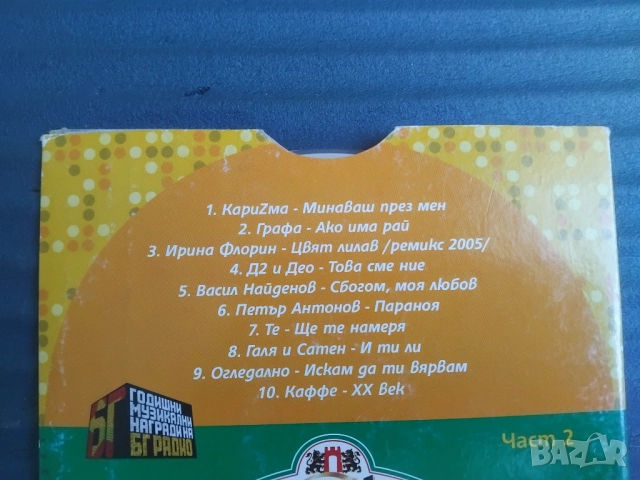 1. КариZма - Минаваш през мен
2. Графа - Ако има рай
3. Ирина Флорин - Цвят лилав /ремикс 2005/
4. Д2 и Део - Това сме ние
5. Васил Найденов - Сбогом, моя любов
6. Петър Антонов - Параноя
7. Те - Ще те намеря
8. Галя и Сатен - И ти ли
9. Огледално - Искам да ти вярвам
10. Каффе - XX век
БГ
ГОДИШНИ
МУЗИКАЛНИ
НАГРАДИ НА
БГ РАДИО
Част 2
BAZAR
bg